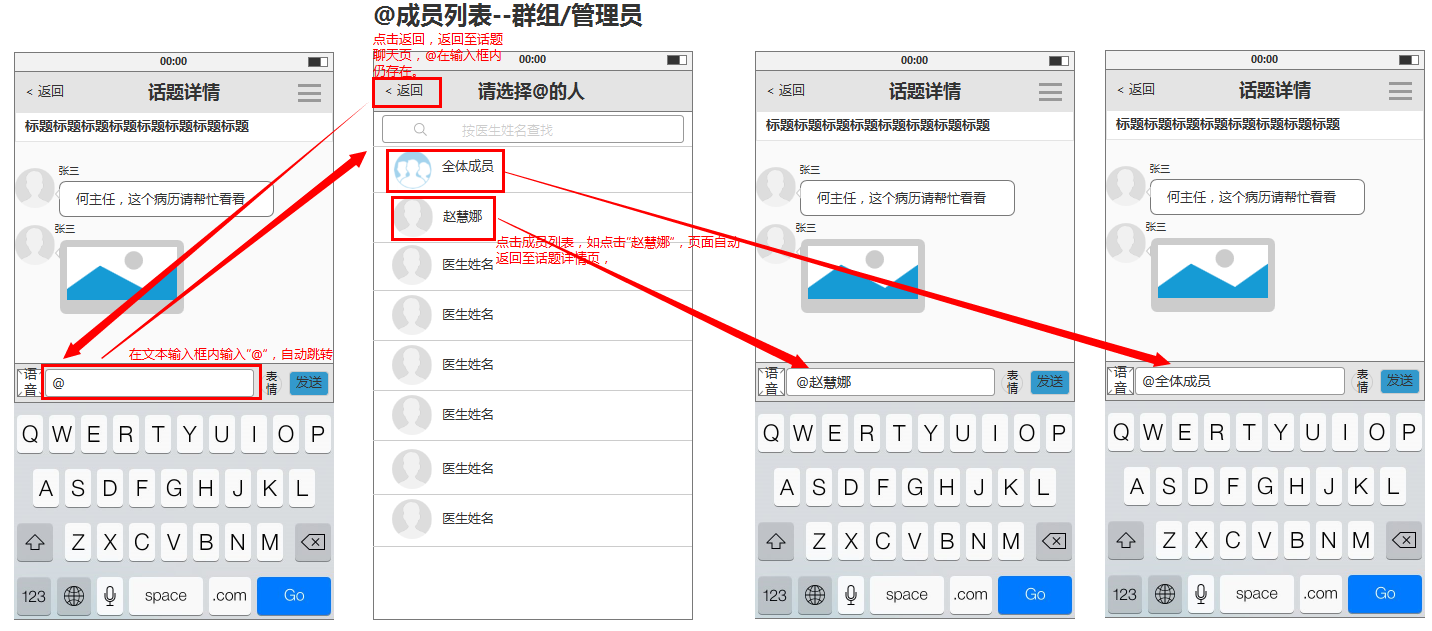 @成员列表--群组/管理员
点击返回，返回至话题
聊天页，@在输入框内
仍存在。
00:00
< 返回
话题详情
标题标题标题标题标题标题标题标题
张三
何主任，这个病历请帮忙看看
张三
在文本输入框内输入“@”，自动跳转
语音
@
表情
发送
Q W E R T Y U I O P
A S D F G H J K L
Z X C V B N M
123 space .com Go
00:00
< 返回
请选择@的人
按医生姓名查找
全体成员
赵慧娜
点击成员列表，如点击“赵慧娜”，页面自动
返回至话题详情页，
医生姓名
医生姓名
医生姓名
医生姓名
医生姓名
医生姓名
00:00
< 返回
话题详情
标题标题标题标题标题标题标题标题
张三
何主任，这个病历请帮忙看看
张三
语音
@赵慧娜
表情
发送
Q W E R T Y U I O P
A S D F G H J K L
Z X C V B N M
123 space .com Go
00:00
< 返回
话题详情
标题标题标题标题标题标题标题标题
张三
何主任，这个病历请帮忙看看
张三
语音
@全体成员
表情
发送
Q W E R T Y U I O P
A S D F G H J K L
Z X C V B N M
123 space .com Go